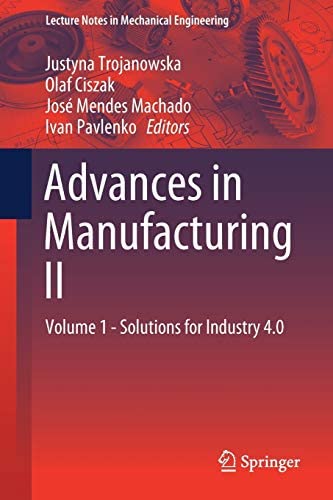 Lecture Notes in Mechanical Engineering
Justyna Trojanowska
Olaf Ciszak
José Mendes Machado
Ivan Pavlenko Editors
Advances in
Manufacturing
II
Volume 1 - Solutions for Industry 4.0
Springer